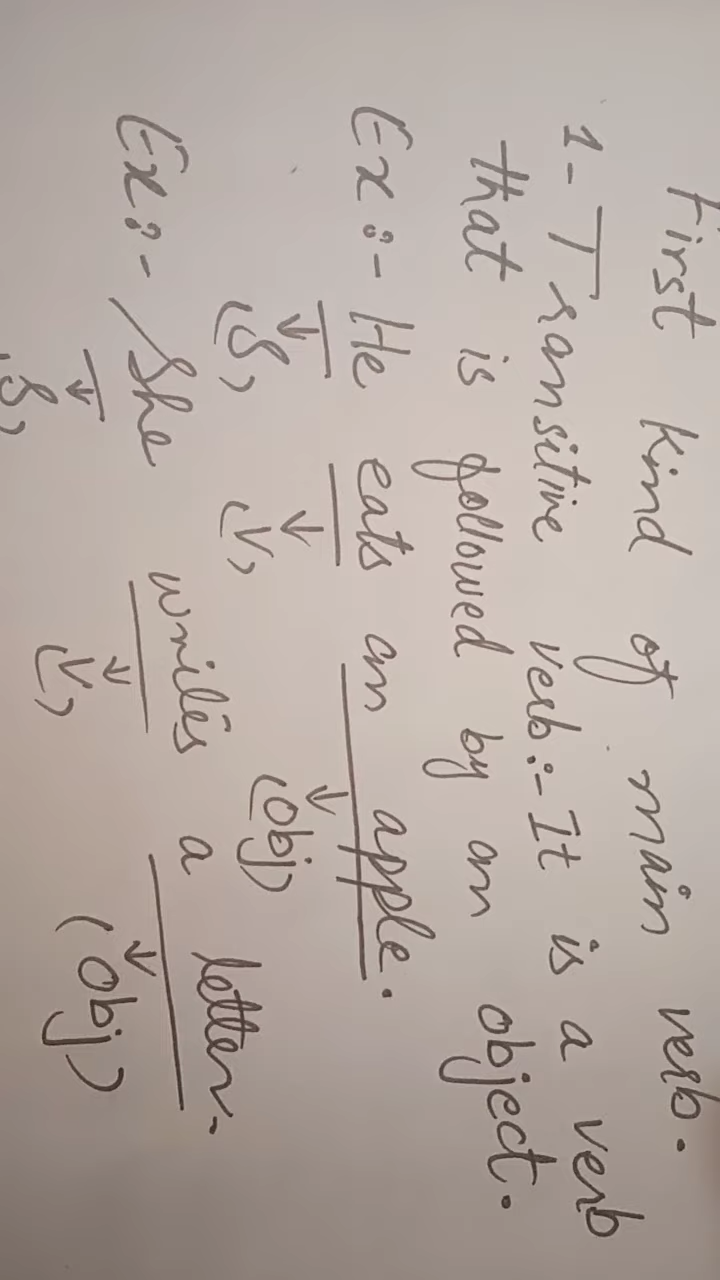 First kind of main verb.
1- Transitive verb:- It is a verb
that is followed by an object.
Ex:- He eats an apple.
(S) (V) (Obj)
Ex:- She writes a letter.
(S) (V) (Obj)